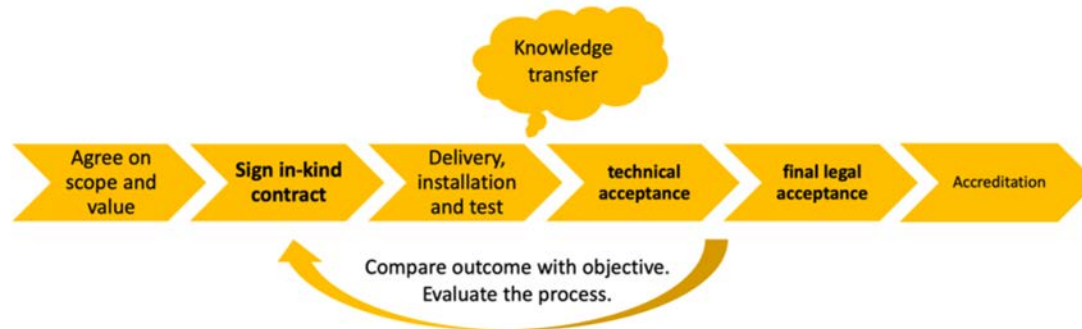 Knowledge
transfer
Agree on
scope and
value
Sign in-kind
contract
Delivery,
installation
and test
technical
acceptance
final legal
acceptance
Accreditation
Compare outcome with objective.
Evaluate the process.